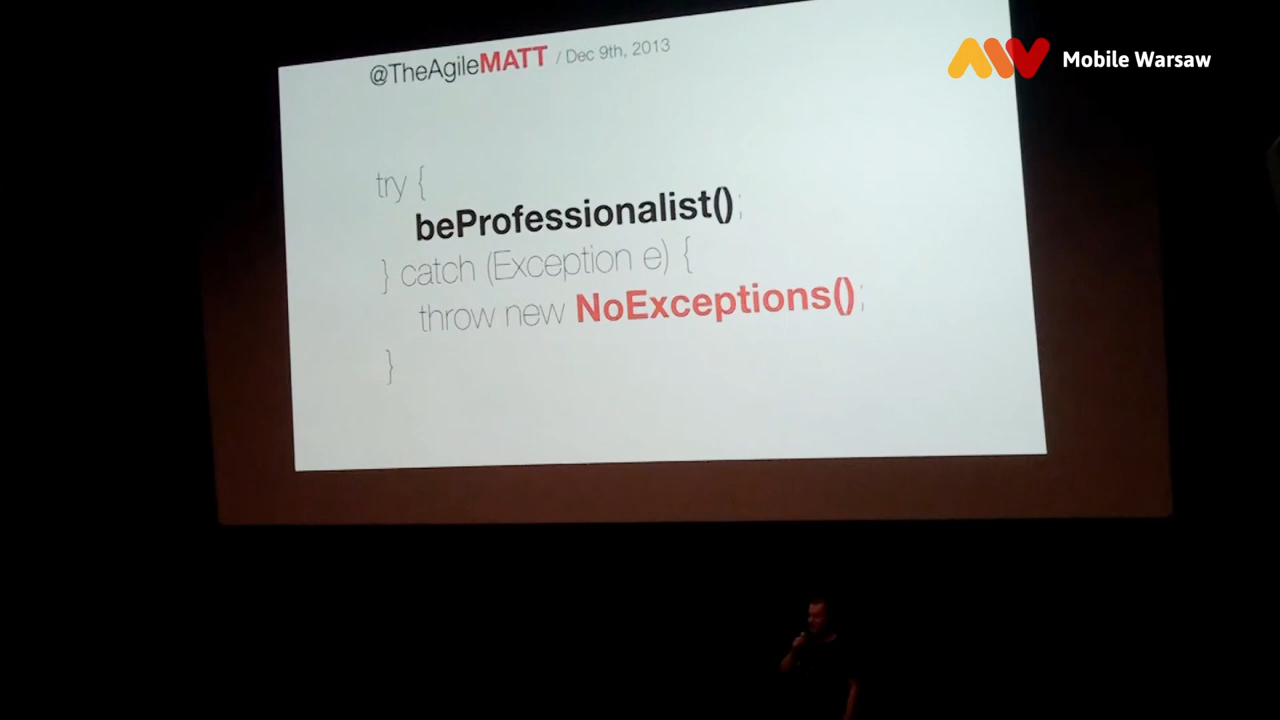 @TheAgileMATT / Dec 9th, 2013
Mobile Warsaw
try {
beProfessionalist();
} catch (Exception e) {
throw new NoExceptions();
}